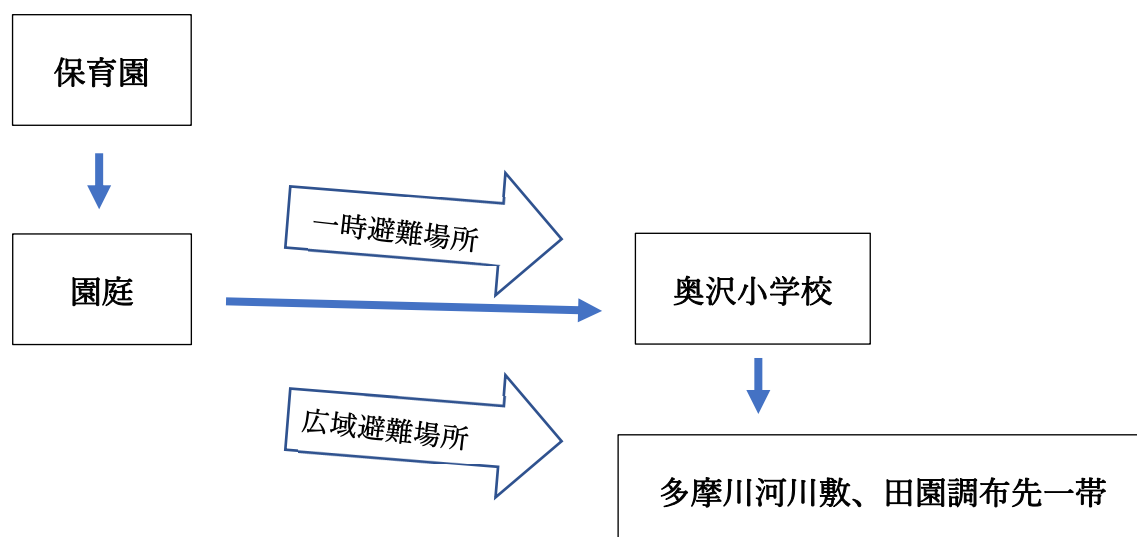 保育園
一時避難場所
園庭
奥沢小学校
広域避難場所
多摩川河川敷、田園調布先一帯